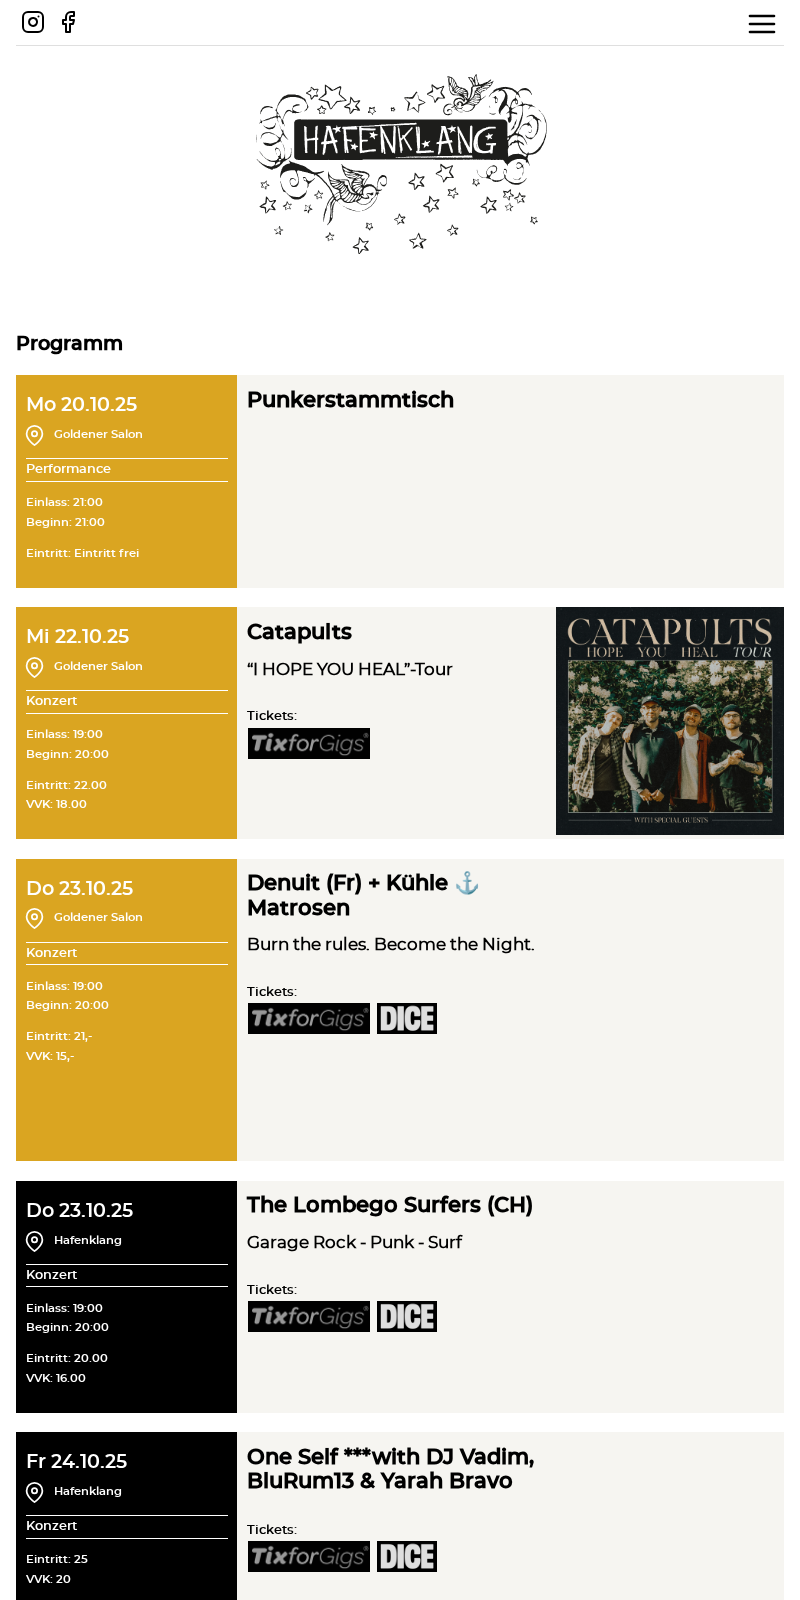 HAFENKLANG
Programm
Mo 20.10.25
Goldener Salon
Performance
Einlass: 21:00
Beginn: 21:00
Eintritt: Eintritt frei
Punkerstammtisch
Mi 22.10.25
Goldener Salon
Konzert
Einlass: 19:00
Beginn: 20:00
Eintritt: 22.00
VVK: 18.00
Catapults
“I HOPE YOU HEAL”-Tour
Tickets:
TixforGigs®
CATAPULTS
I HOPE YOU HEAL TOUR
WITH SPECIAL GUESTS
Do 23.10.25
Goldener Salon
Konzert
Einlass: 19:00
Beginn: 20:00
Eintritt: 21,-
VVK: 15,-
Denuit (Fr) + Kühle ⚓
Matrosen
Burn the rules. Become the Night.
Tickets:
TixforGigs® DICE
Do 23.10.25
Hafenklang
Konzert
Einlass: 19:00
Beginn: 20:00
Eintritt: 20.00
VVK: 16.00
The Lombego Surfers (CH)
Garage Rock - Punk - Surf
Tickets:
TixforGigs® DICE
Fr 24.10.25
Hafenklang
Konzert
Eintritt: 25
VVK: 20
One Self ***with DJ Vadim,
BluRum13 & Yarah Bravo
Tickets:
TixforGigs® DICE